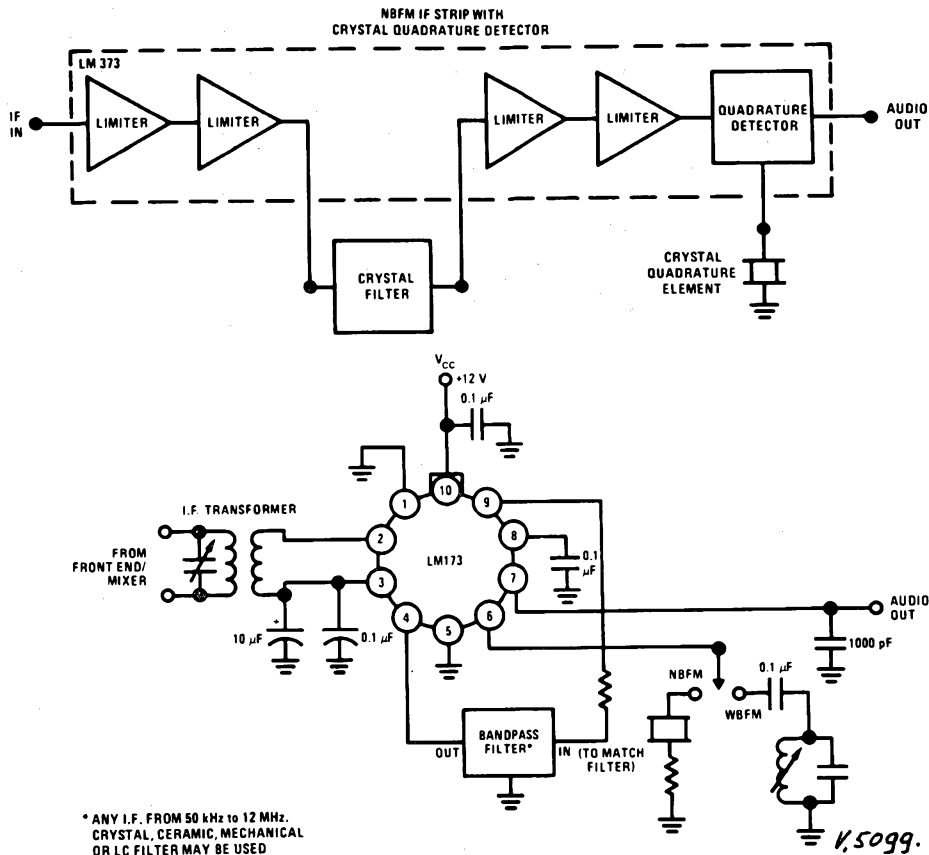 NBFM IF STRIP WITH
CRYSTAL QUADRATURE DETECTOR
LM 373
IF
IN
LIMITER
LIMITER
LIMITER
LIMITER
QUADRATURE
DETECTOR
AUDIO
OUT
CRYSTAL
FILTER
CRYSTAL
QUADRATURE
ELEMENT
VCC
+12 V
0.1 µF
I.F. TRANSFORMER
FROM
FRONT END/
MIXER
10 µF
+
0.1 µF
LM173
1
2
3
4
5
6
7
8
9
10
0.1
µF
AUDIO
OUT
1000 pF
NBFM
WBFM
0.1 µF
OUT
BANDPASS
FILTER*
IN
(TO MATCH
FILTER)
* ANY I.F. FROM 50 kHz to 12 MHz.
CRYSTAL, CERAMIC, MECHANICAL
OR LC FILTER MAY BE USED
V.5099.